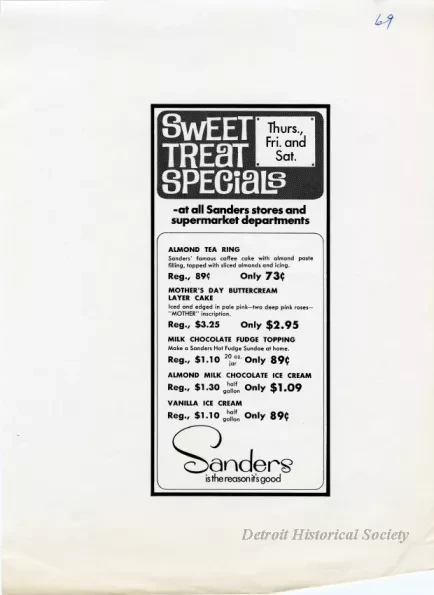 69
SWEET
TREAT
SPECIALS
Thurs.,
Fri. and
Sat.
-at all Sanders stores and
supermarket departments
ALMOND TEA RING
Sanders' famous coffee cake with almond paste
filling, topped with sliced almonds and icing.
Reg., 89¢ Only 73¢
MOTHER'S DAY BUTTERCREAM
LAYER CAKE
Iced and edged in pale pink—two deep pink roses—
"MOTHER" inscription.
Reg., $3.25 Only $2.95
MILK CHOCOLATE FUDGE TOPPING
Make a Sanders Hot Fudge Sundae at home.
Reg., $1.10 20 oz. jar Only 89¢
ALMOND MILK CHOCOLATE ICE CREAM
Reg., $1.30 half gallon Only $1.09
VANILLA ICE CREAM
Reg., $1.10 half gallon Only 89¢
Sanders
is the reason it's good
Detroit Historical Society